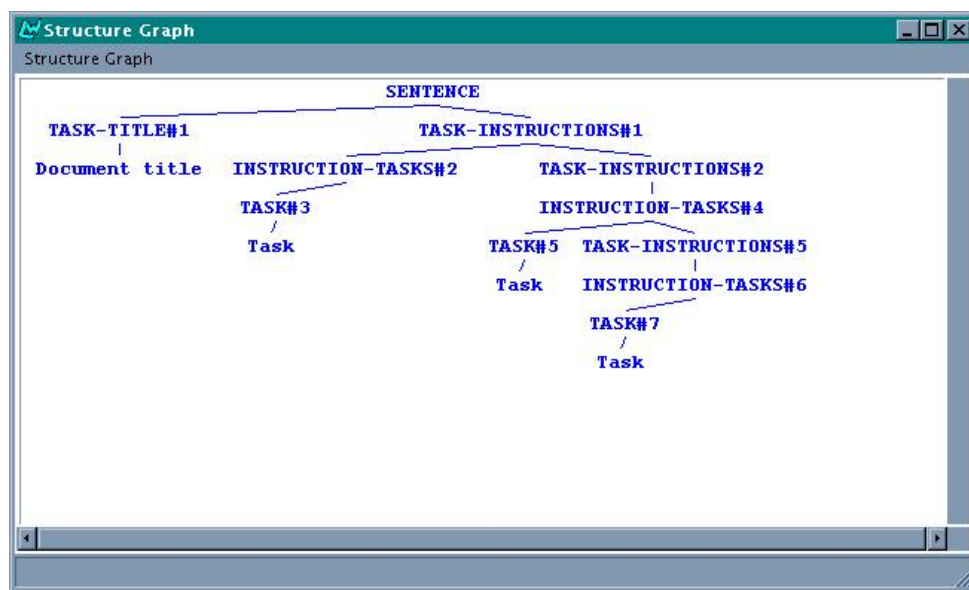 Structure Graph
Structure Graph
SENTENCE
TASK-TITLE#1 TASK-INSTRUCTIONS#1
Document title INSTRUCTION-TASKS#2 TASK-INSTRUCTIONS#2
TASK#3 INSTRUCTION-TASKS#4
Task TASK#5 TASK-INSTRUCTIONS#5
Task INSTRUCTION-TASKS#6
TASK#7
Task